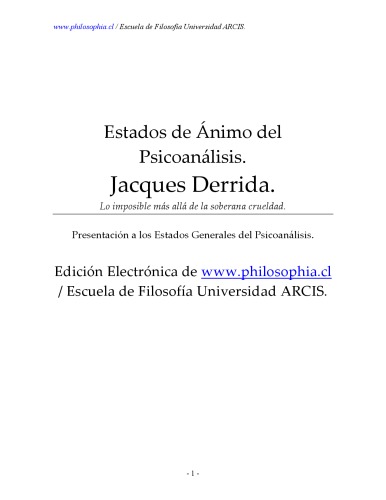 www.philosophia.cl / Escuela de Filosofía Universidad ARCIS.
Estados de Ánimo del
Psicoanálisis.
Jacques Derrida.
Lo imposible más allá de la soberana crueldad.
Presentación a los Estados Generales del Psicoanálisis.
Edición Electrónica de www.philosophia.cl
/ Escuela de Filosofía Universidad ARCIS.
- 1 -